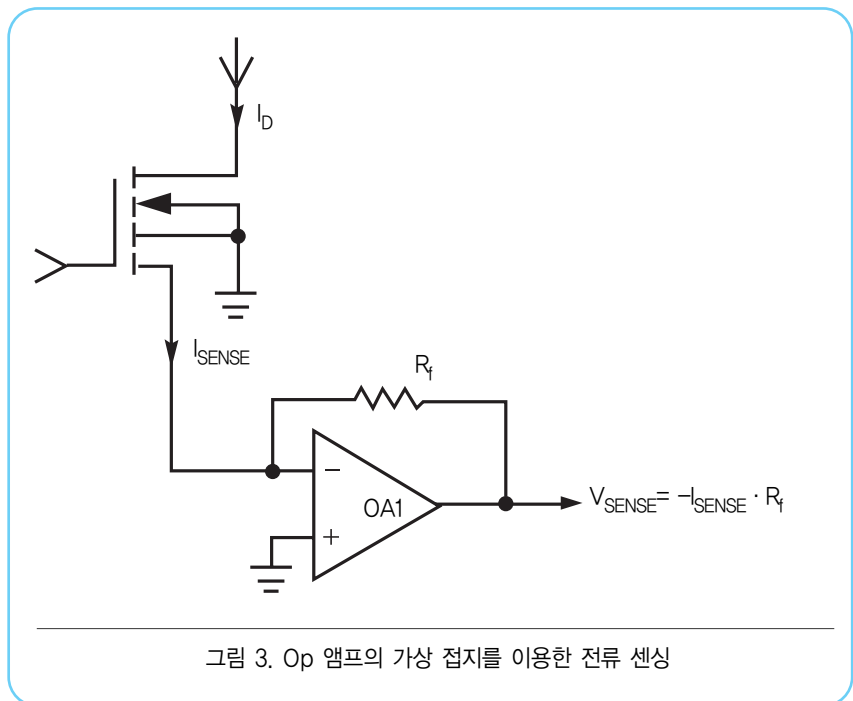 I_D
I_SENSE
R_f
−
OA1
+
V_SENSE = −I_SENSE · R_f
그림 3. Op 앰프의 가상 접지를 이용한 전류 센싱